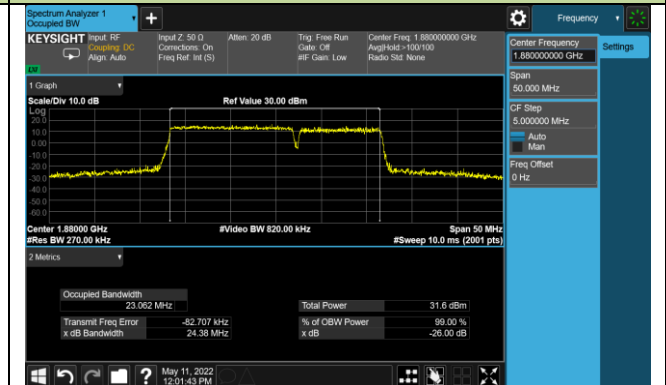 Spectrum Analyzer 1
Occupied BW
+
Frequency
KEYSIGHT
Input: RF
Coupling: DC
Align: Auto
Input Z: 50 Ω
Corrections: On
Freq Ref: Int (S)
Atten: 20 dB
Trig: Free Run
Gate: Off
#IF Gain: Low
Center Freq: 1.880000000 GHz
Avg|Hold:>100/100
Radio Std: None
Center Frequency
1.880000000 GHz
Settings
Span
50.000 MHz
CF Step
5.000000 MHz
Auto
Man
Freq Offset
0 Hz
1 Graph
Scale/Div 10.0 dB
Ref Value 30.00 dBm
Log
20.0
10.0
0.00
-10.0
-20.0
-30.0
-40.0
-50.0
-60.0
Center 1.88000 GHz
#Video BW 820.00 kHz
Span 50 MHz
#Res BW 270.00 kHz
#Sweep 10.0 ms (2001 pts)
2 Metrics
Occupied Bandwidth
23.062 MHz
Total Power
31.6 dBm
Transmit Freq Error
-82.707 kHz
% of OBW Power
99.00 %
x dB Bandwidth
24.38 MHz
x dB
-26.00 dB
?
May 11, 2022
12:01:43 PM